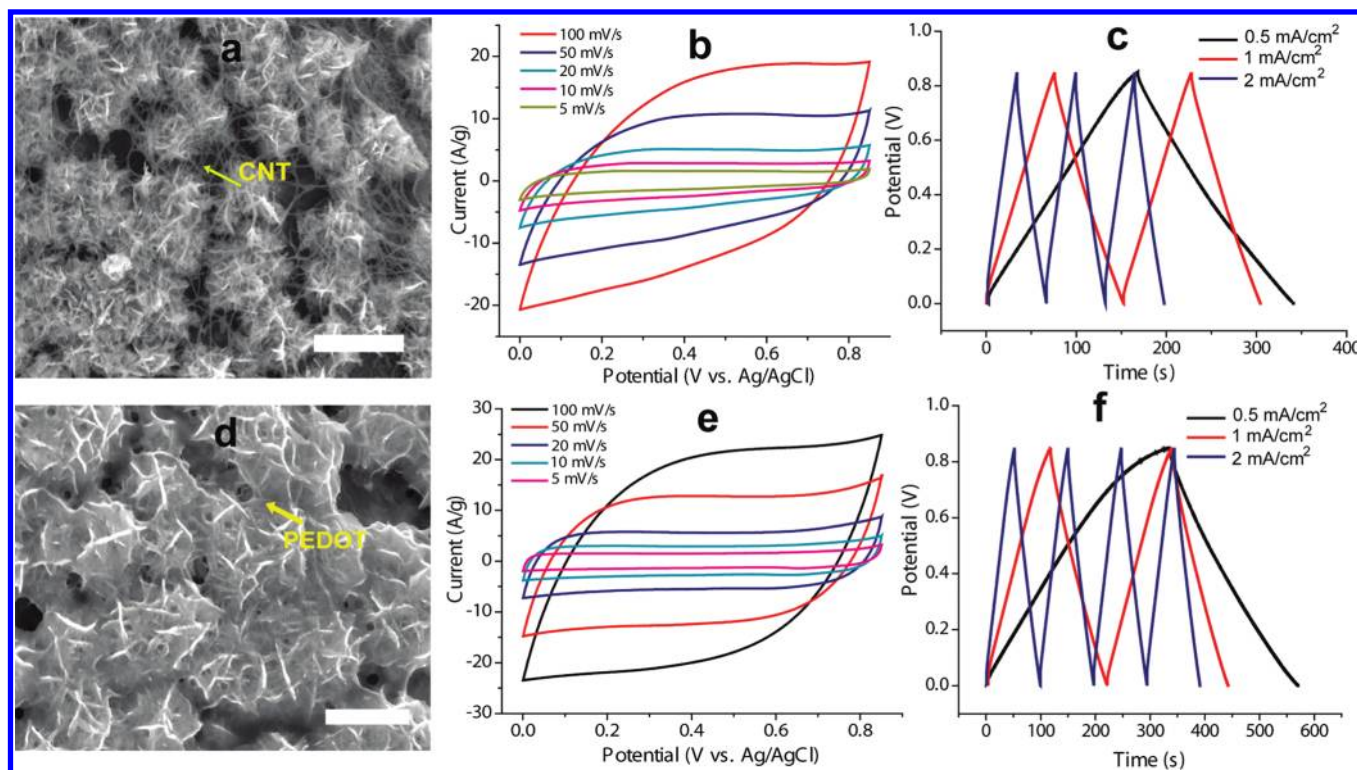 a
CNT
b
100 mV/s
50 mV/s
20 mV/s
10 mV/s
5 mV/s
20
10
0
-10
-20
Current (A/g)
0.0 0.2 0.4 0.6 0.8
Potential (V vs. Ag/AgCl)
c
0.5 mA/cm²
1 mA/cm²
2 mA/cm²
1.0
0.8
0.6
0.4
0.2
0.0
Potential (V)
0 100 200 300 400
Time (s)
d
PEDOT
e
100 mV/s
50 mV/s
20 mV/s
10 mV/s
5 mV/s
30
20
10
0
-10
-20
-30
Current (A/g)
0.0 0.2 0.4 0.6 0.8
Potential (V vs. Ag/AgCl)
f
0.5 mA/cm²
1 mA/cm²
2 mA/cm²
1.0
0.8
0.6
0.4
0.2
0.0
Potential (V)
0 100 200 300 400 500 600
Time (s)